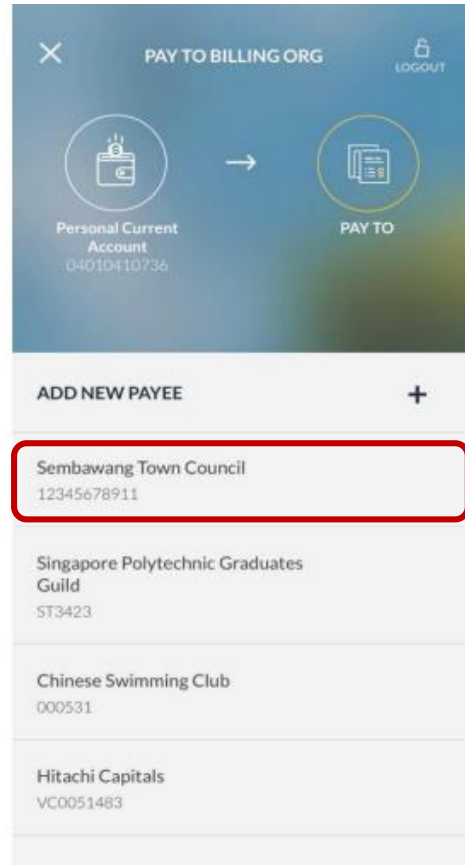 PAY TO BILLING ORG
LOGOUT
Personal Current
Account
04010410736
PAY TO
ADD NEW PAYEE +
Sembawang Town Council
12345678911
Singapore Polytechnic Graduates
Guild
ST3423
Chinese Swimming Club
000531
Hitachi Capitals
VC0051483